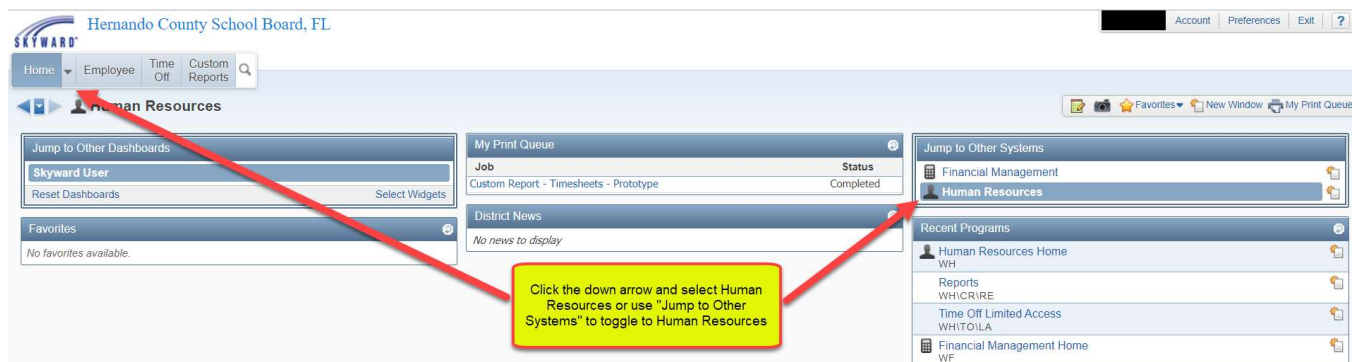 SKYWARD
Hernando County School Board, FL
Account Preferences Exit ?
Home Employee Time Off Custom Reports
Human Resources
Favorites New Window My Print Queue
Jump to Other Dashboards
Skyward User
Reset Dashboards Select Widgets
Favorites
No favorites available.
My Print Queue
Job Status
Custom Report - Timesheets - Prototype Completed
District News
No news to display
Click the down arrow and select Human
Resources or use "Jump to Other
Systems" to toggle to Human Resources
Jump to Other Systems
Financial Management
Human Resources
Recent Programs
Human Resources Home
WH
Reports
WH\CR\RE
Time Off Limited Access
WH\TO\LA
Financial Management Home
WF